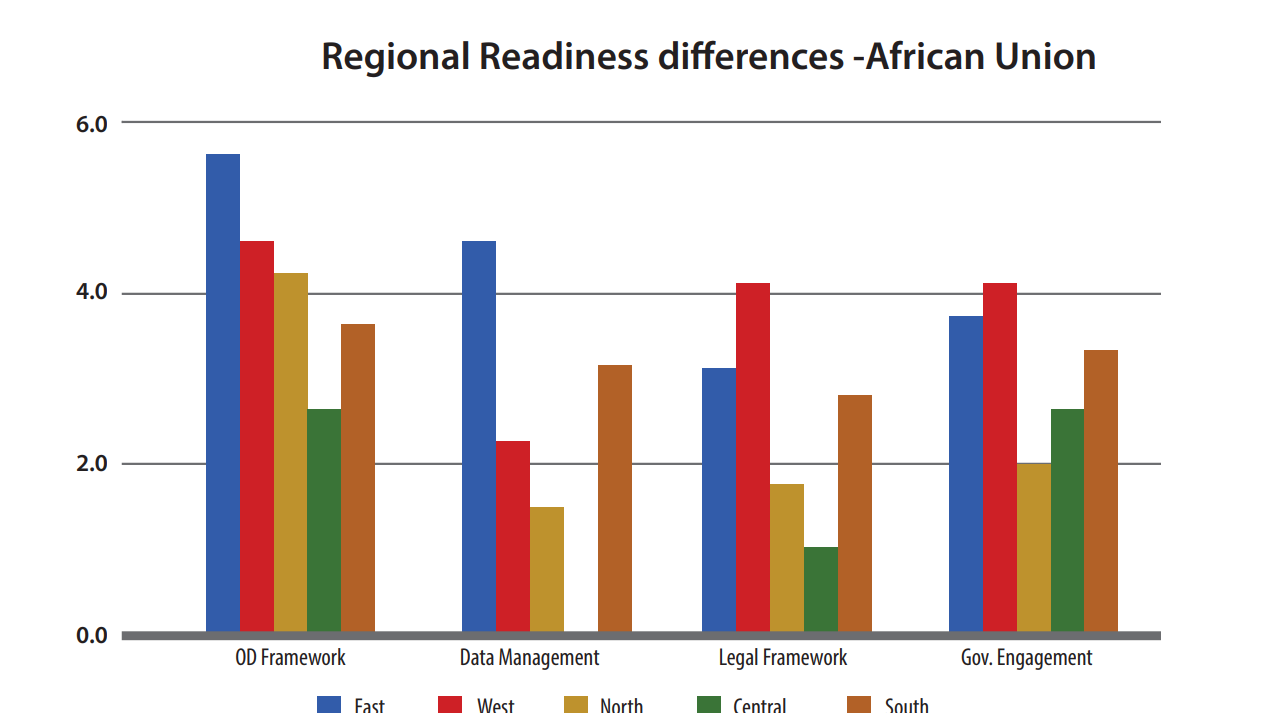 Regional Readiness differences -African Union
6.0
4.0
2.0
0.0
OD Framework Data Management Legal Framework Gov. Engagement
East West North Central South